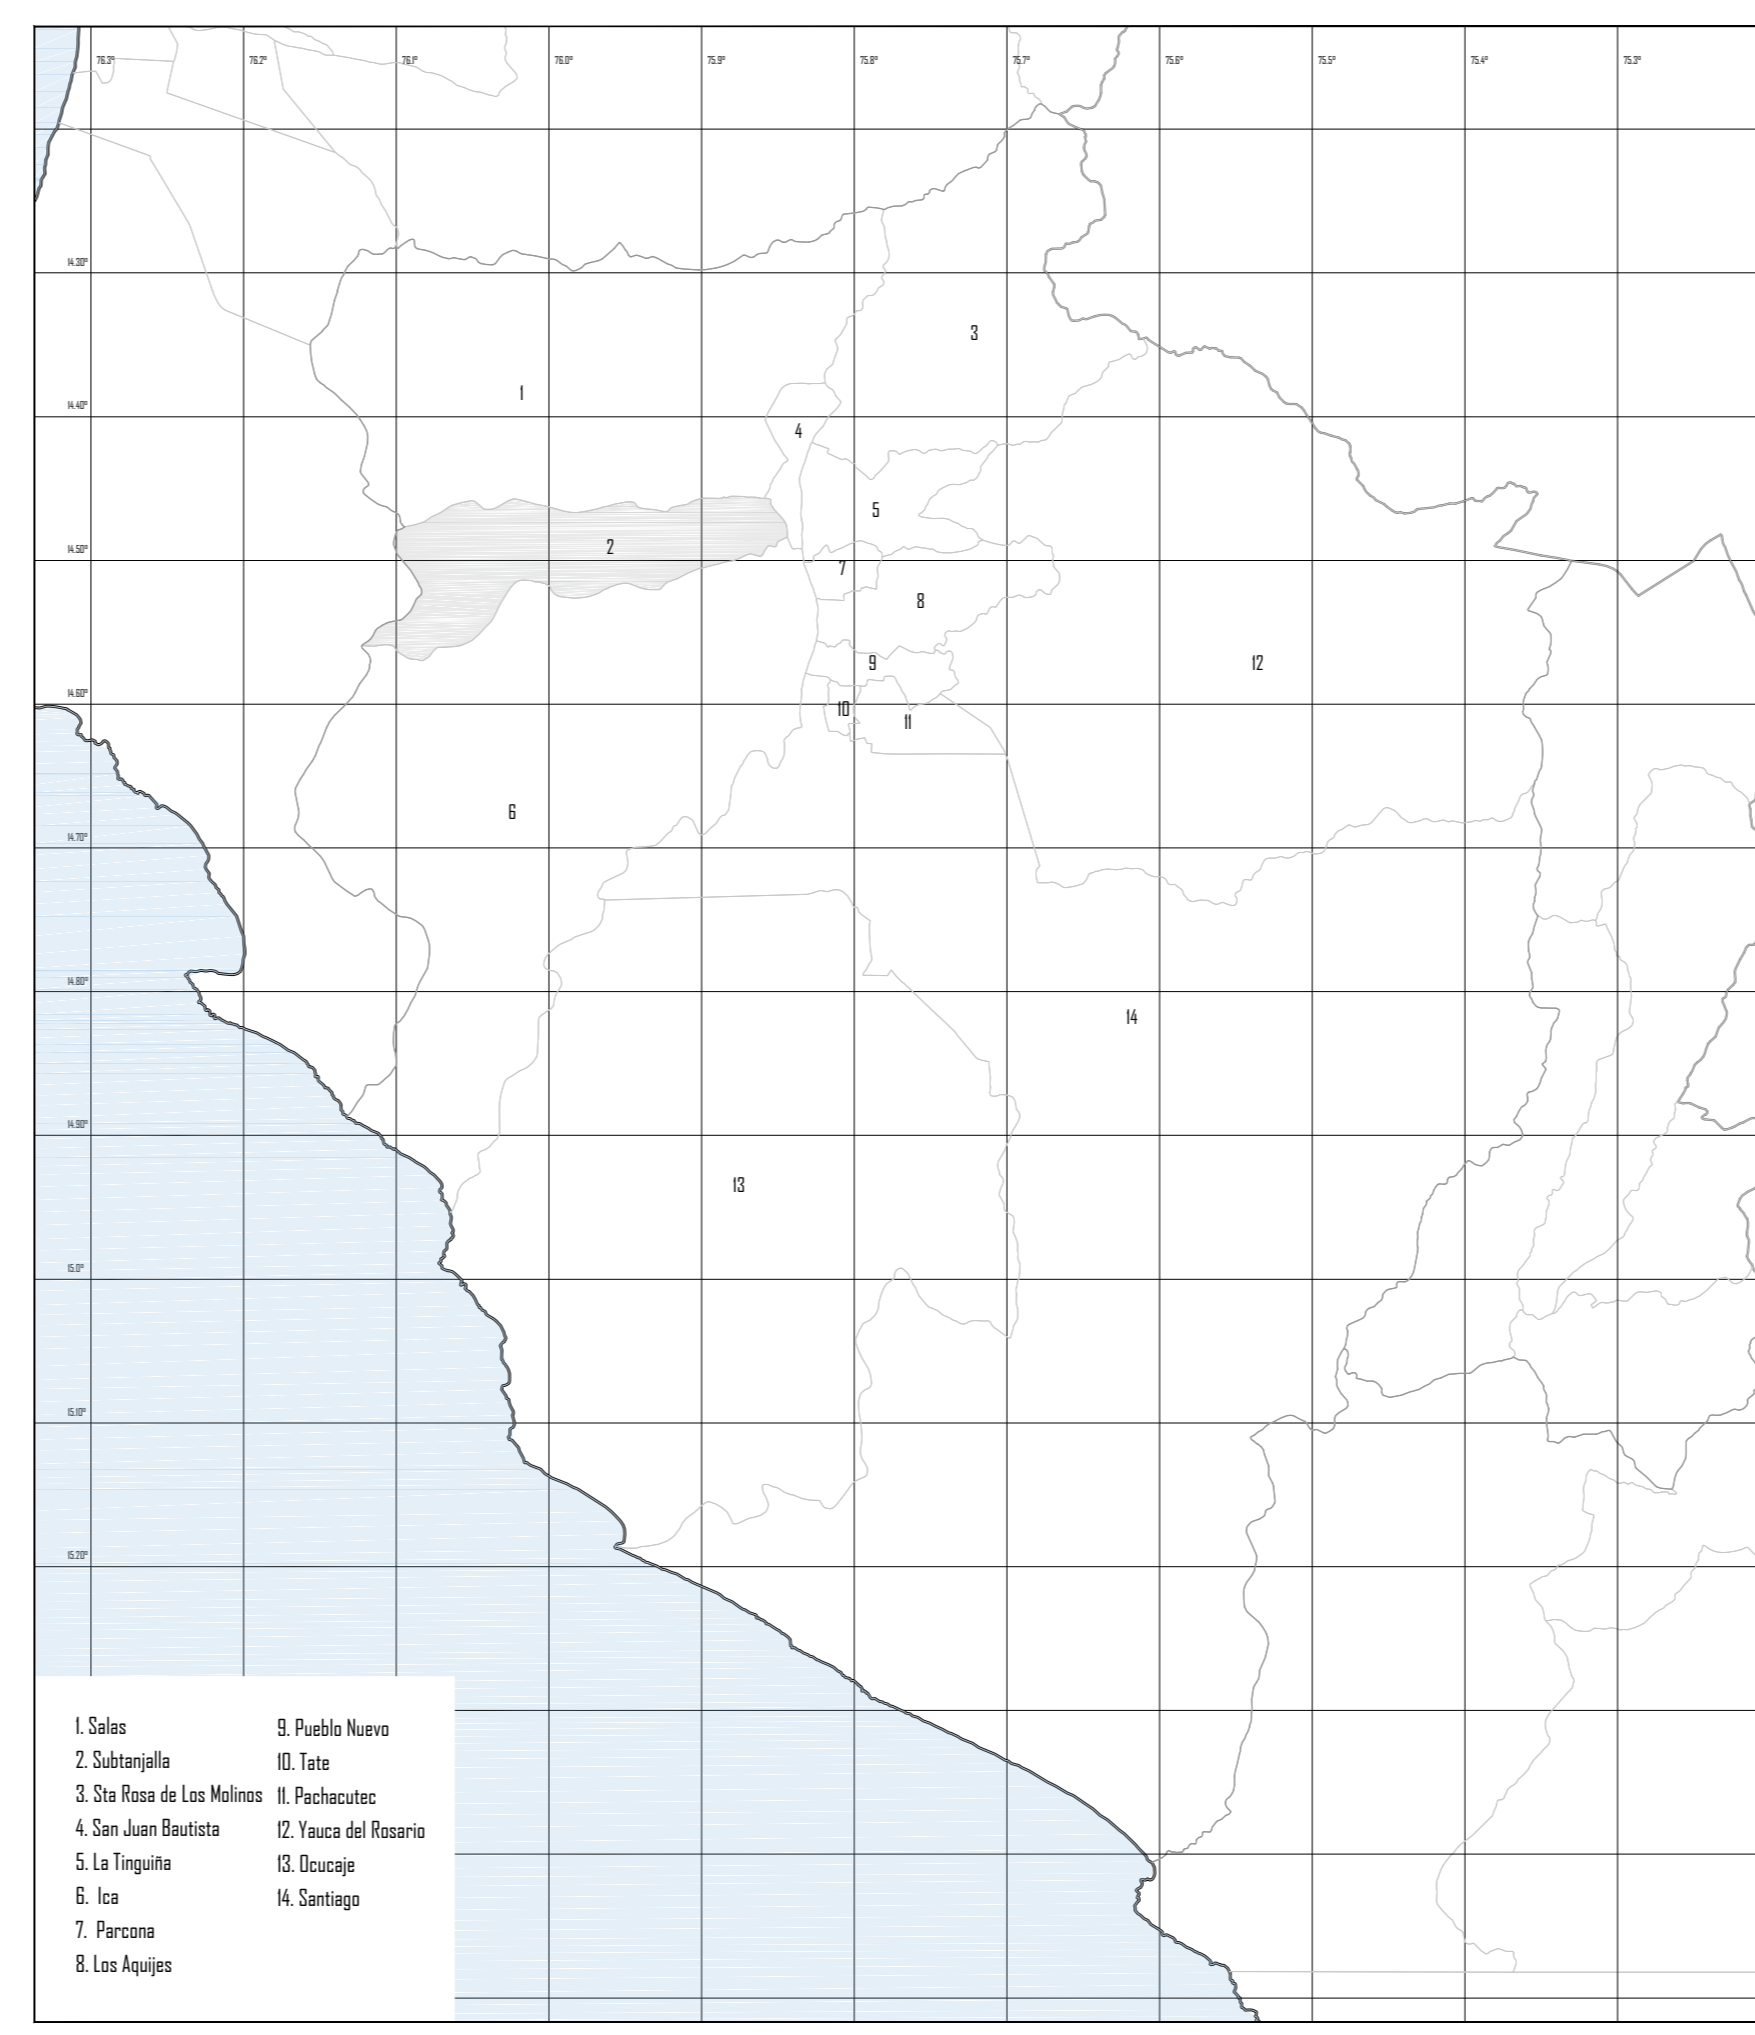 76.3° 76.2° 76.1° 76.0° 75.9° 75.8° 75.7° 75.6° 75.5° 75.4° 75.3°
14.30°
3
1
14.40°
4
5
2
14.50°
7
8
9
12
14.60°
10
11
6
14.70°
14.80°
14
14.90°
13
15.0°
15.10°
15.20°
1. Salas
2. Subtanjalla
3. Sta Rosa de Los Molinos
4. San Juan Bautista
5. La Tinguiña
6. Ica
7. Parcona
8. Los Aquijes
9. Pueblo Nuevo
10. Tate
11. Pachacutec
12. Yauca del Rosario
13. Ocucaje
14. Santiago